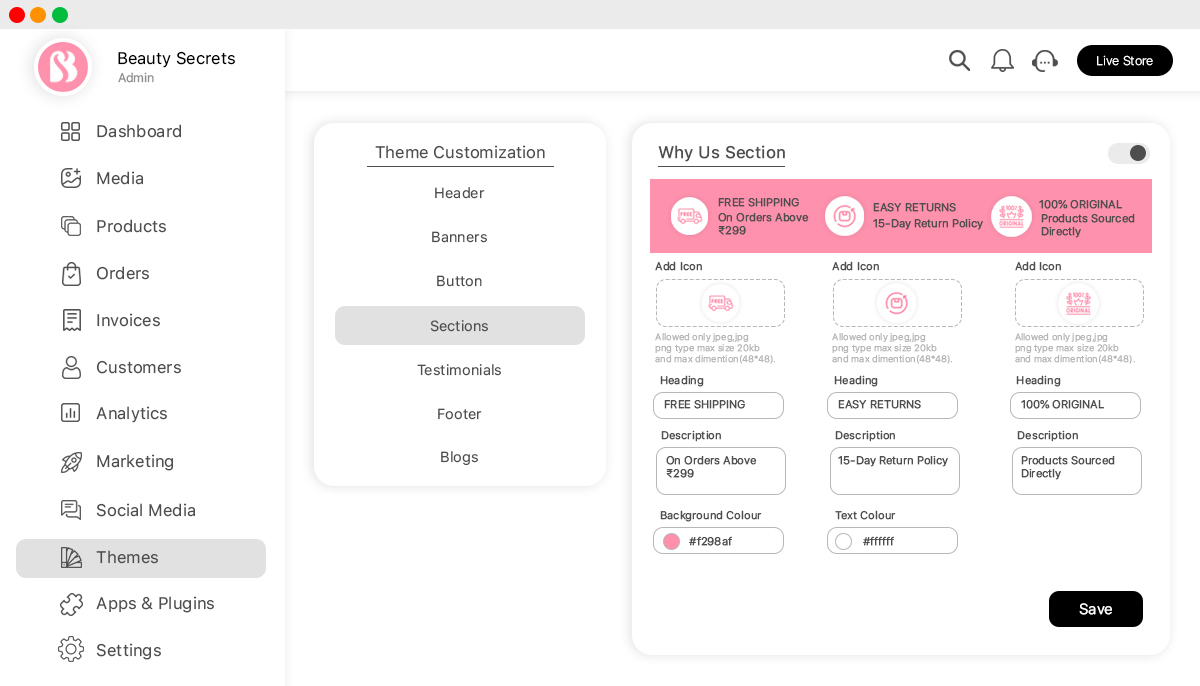 Beauty Secrets
Admin
Live Store
Dashboard
Media
Products
Orders
Invoices
Customers
Analytics
Marketing
Social Media
Themes
Apps & Plugins
Settings
Theme Customization
Header
Banners
Button
Sections
Testimonials
Footer
Blogs
Why Us Section
FREE
FREE SHIPPING
On Orders Above
₹299
EASY RETURNS
15-Day Return Policy
100%
ORIGINAL
100% ORIGINAL
Products Sourced
Directly
Add Icon
FREE
Allowed only jpeg,jpg
png type max size 20kb
and max dimention(48*48).
Heading
FREE SHIPPING
Description
On Orders Above
₹299
Background Colour
#f298af
Add Icon
Allowed only jpeg,jpg
png type max size 20kb
and max dimention(48*48).
Heading
EASY RETURNS
Description
15-Day Return Policy
Text Colour
#ffffff
Add Icon
100%
ORIGINAL
Allowed only jpeg,jpg
png type max size 20kb
and max dimention(48*48).
Heading
100% ORIGINAL
Description
Products Sourced
Directly
Save